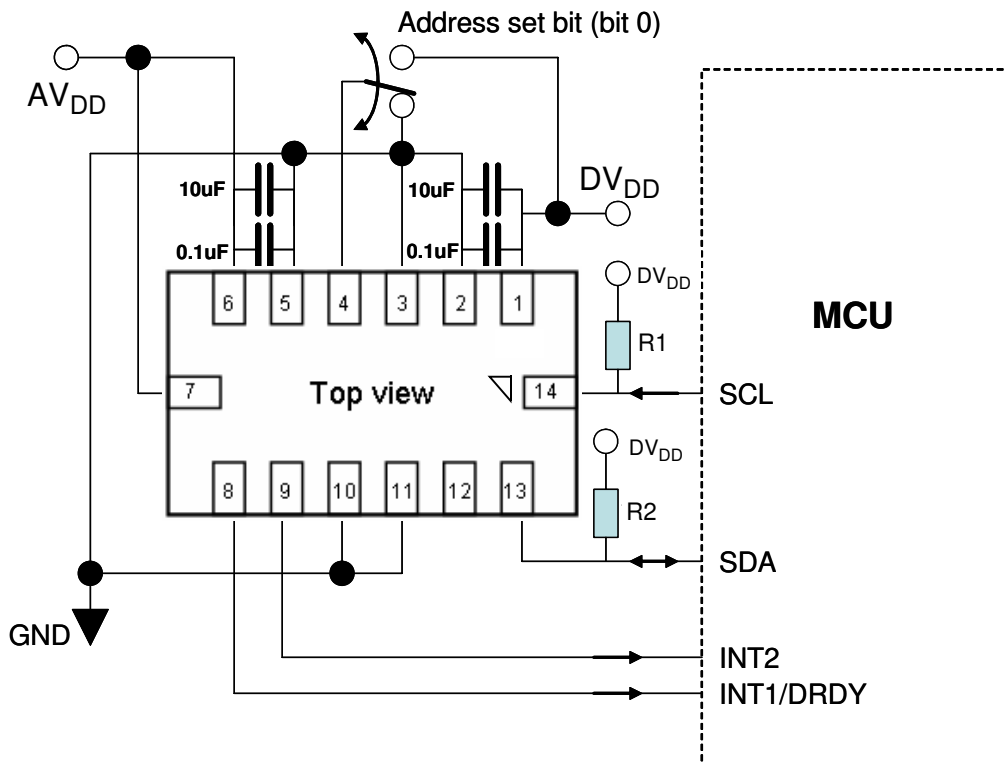 Address set bit (bit 0)
AVDD
10uF
10uF
DVDD
0.1uF
0.1uF
DVDD
6 5 4 3 2 1
MCU
R1
7
Top view
14
SCL
DVDD
8 9 10 11 12 13
R2
SDA
GND
INT2
INT1/DRDY